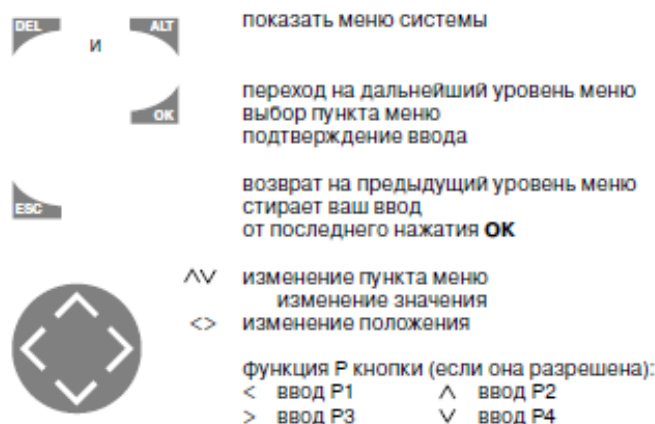 DEL и ALT показать меню системы
OK переход на дальнейший уровень меню
выбор пункта меню
подтверждение ввода
ESC возврат на предыдущий уровень меню
стирает ваш ввод
от последнего нажатия OK
ΛV изменение пункта меню
изменение значения
<> изменение положения
функция P кнопки (если она разрешена):
< ввод P1 Λ ввод P2
> ввод P3 V ввод P4